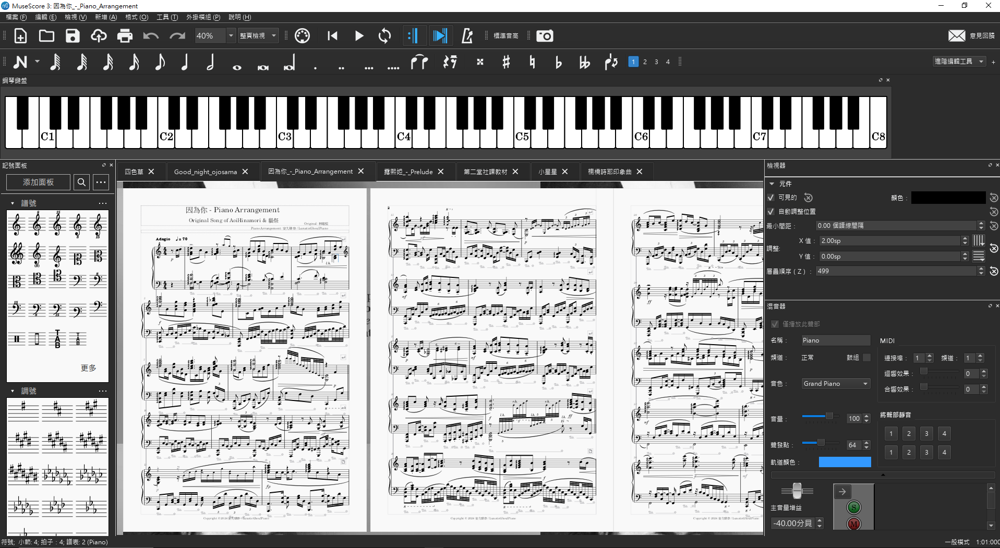 MuseScore 3: 因為你_-_Piano_Arrangement
檔案 (F) 編輯 (E) 檢視 (V) 新增 (A) 格式 (O) 工具 (T) 外掛模組 (P) 說明 (H)
40% 整頁檢視 標準音高 意見回饋
1 2 3 4 進階編輯工具 +
鋼琴鍵盤
C1 C2 C3 C4 C5 C6 C7 C8
記號面板
添加面板
譜號
更多
調號
四色草 Good_night_ojosama 因為你_-_Piano_Arrangement 露熙妲_-_Prelude 第二堂社課教材 小星星 楠橋詩耶印象曲
因為你 - Piano Arrangement
Original Song of AoiHinamori & 貓祭
Adagio ♩= 70
檢視器
元件
可見的 顏色：
自動調整位置
最小間距： 0.00 個譜線間隔
調整: X 值： 2.00sp
Y 值： 0.00sp
層疊順序 ( Z )： 499
混音器
僅播放此聲部
名稱： Piano
頻道： 正常 鼓組
音色： Grand Piano
音量： 100
聲發點： 64
軌道顏色：
MIDI
連接埠： 1 頻道： 1
迴響效果： 0
合響效果： 0
將聲部靜音
1 2 3 4
1 2 3 4
主音量增益
-40.00分貝
S
M
符號; 小節: 4; 拍子：4; 譜表: 2 (Piano)
一般模式 1:01:000